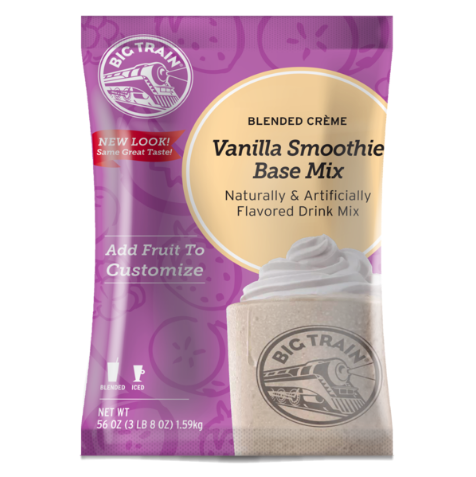 BIG TRAIN
NEW LOOK!
Same Great Taste!
BLENDED CRÈME
Vanilla Smoothie
Base Mix
Naturally & Artificially
Flavored Drink Mix
Add Fruit To
Customize
BIG TRAIN
BLENDED ICED
NET WT
56 OZ (3 LB 8 OZ) 1.59kg